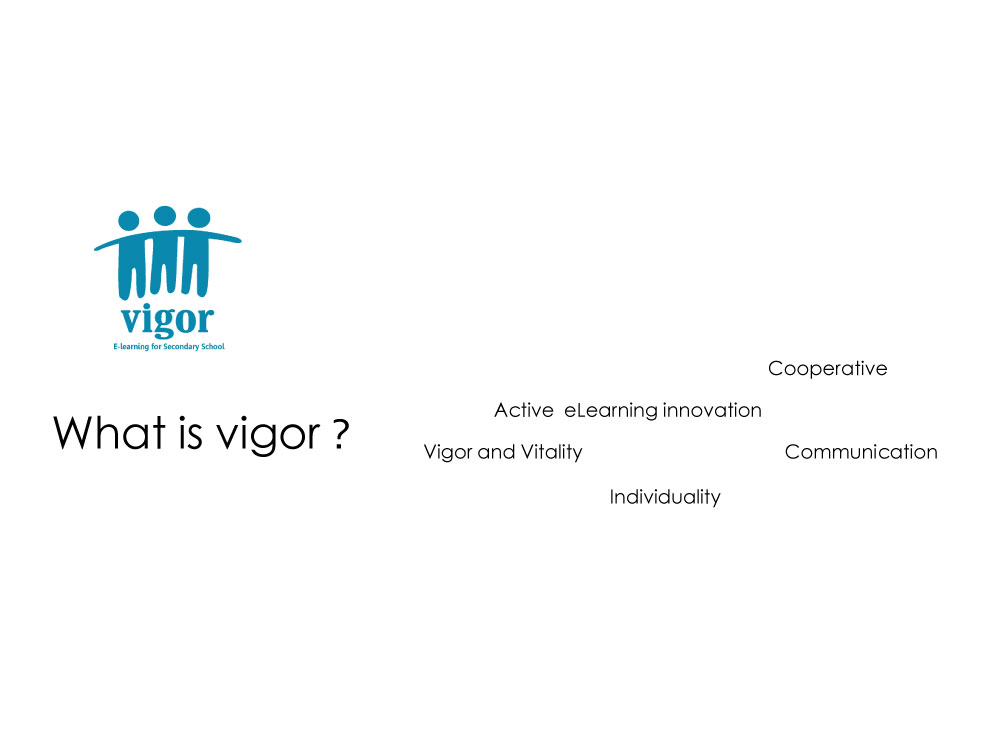 vigor
E-learning for Secondary School
What is vigor ?
Cooperative
Active eLearning innovation
Vigor and Vitality
Communication
Individuality